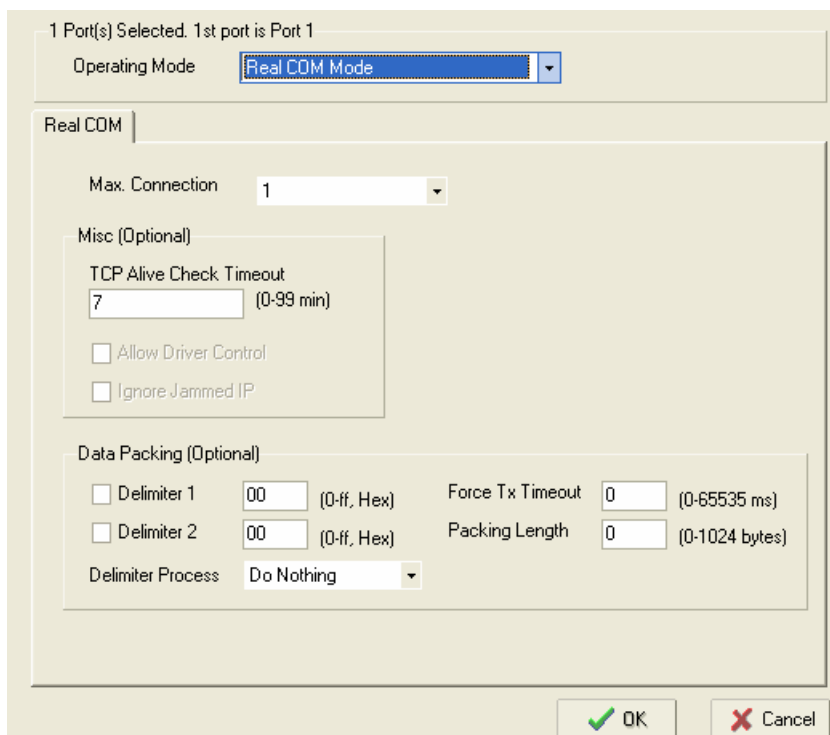 1 Port(s) Selected. 1st port is Port 1
Operating Mode Real COM Mode
Real COM
Max. Connection 1
Misc (Optional)
TCP Alive Check Timeout
7 (0-99 min)
Allow Driver Control
Ignore Jammed IP
Data Packing (Optional)
Delimiter 1 00 (0-ff, Hex) Force Tx Timeout 0 (0-65535 ms)
Delimiter 2 00 (0-ff, Hex) Packing Length 0 (0-1024 bytes)
Delimiter Process Do Nothing
OK Cancel